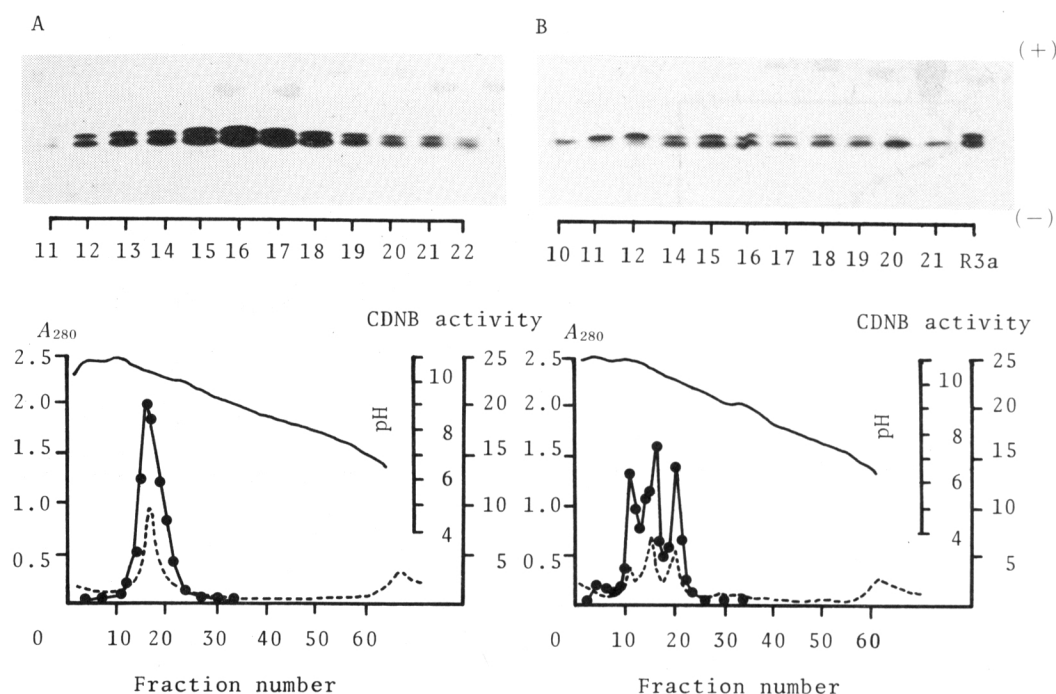 A
B
(+)
(−)
11 12 13 14 15 16 17 18 19 20 21 22
10 11 12 14 15 16 17 18 19 20 21 R3a
CDNB activity
A280
2.5
2.0
1.5
1.0
0.5
pH
10
8
6
4
25
20
15
10
5
0 10 20 30 40 50 60
Fraction number
CDNB activity
A280
2.5
2.0
1.5
1.0
0.5
pH
10
8
6
4
25
20
15
10
5
0 10 20 30 40 50 60
Fraction number